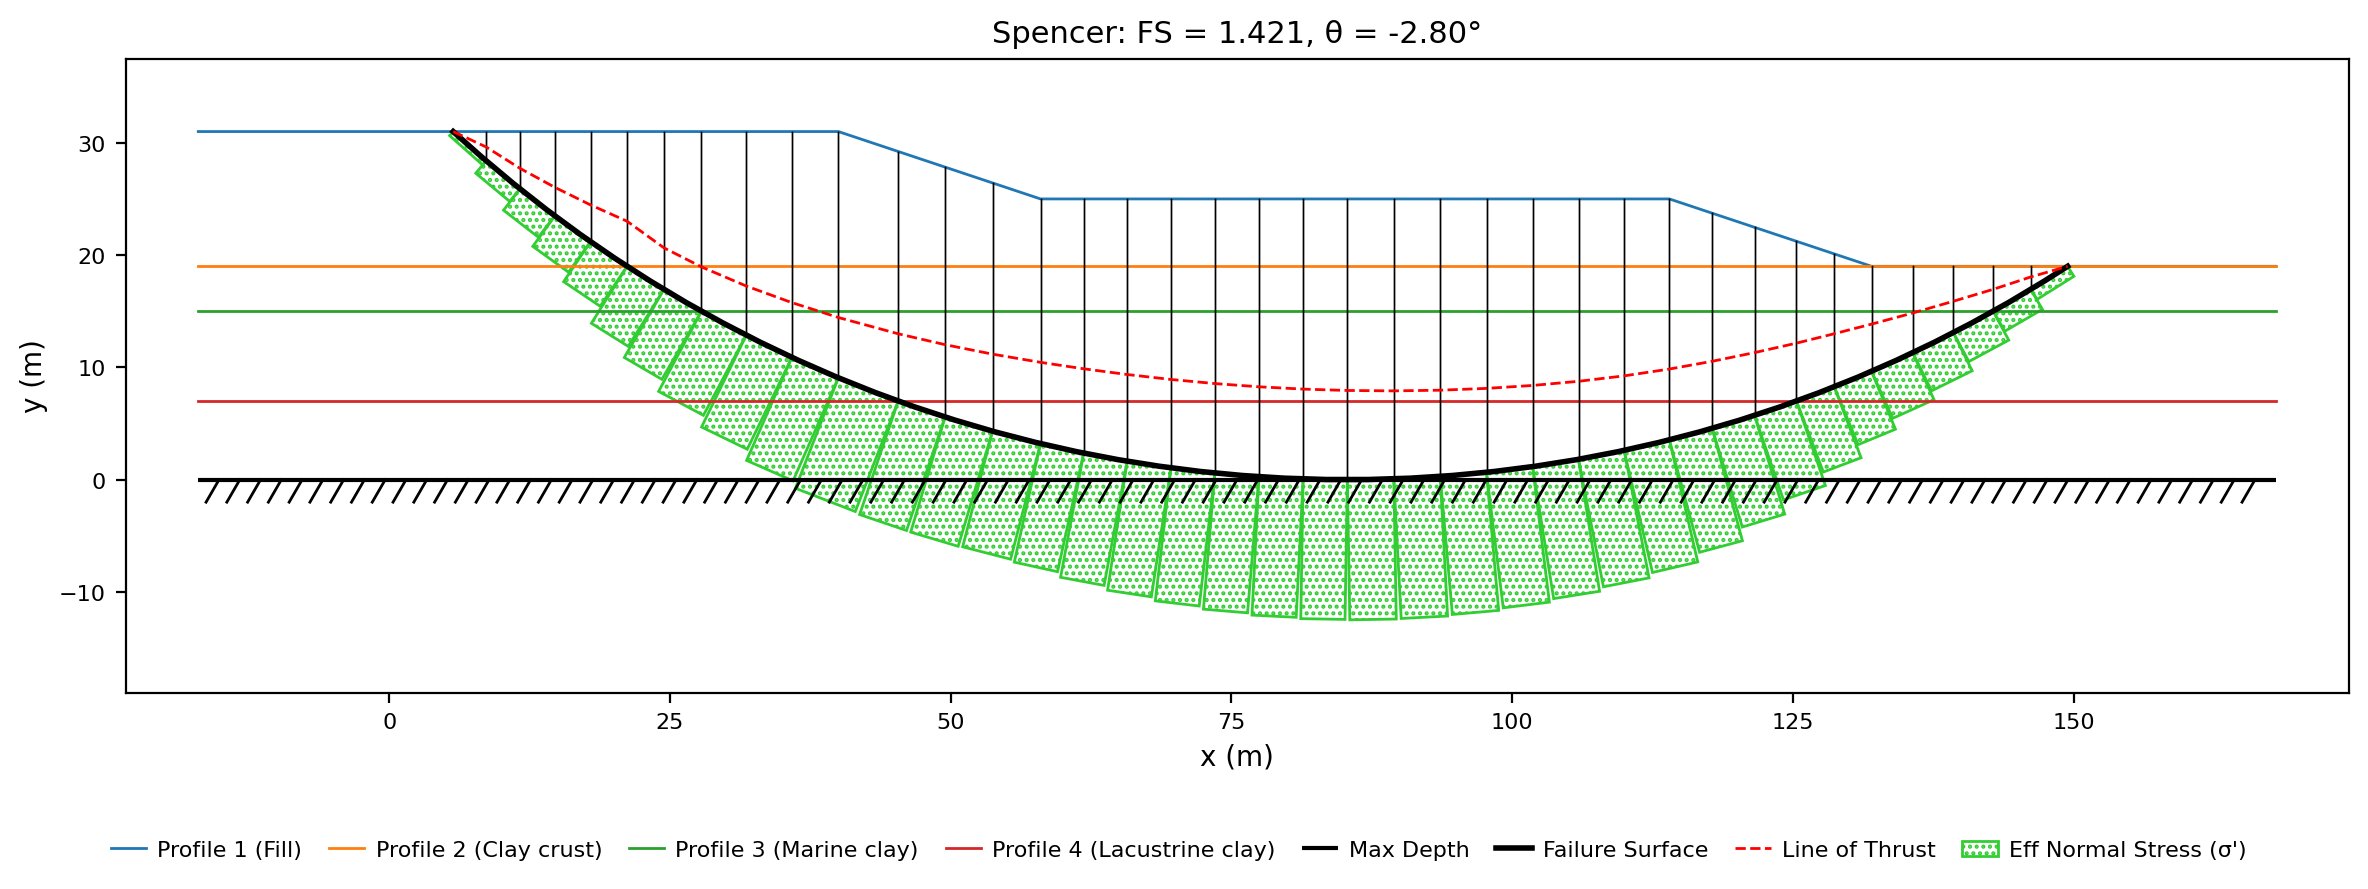 Spencer: FS = 1.421, θ = -2.80°
30
20
10
0
−10
y (m)
0 25 50 75 100 125 150
x (m)
Profile 1 (Fill) Profile 2 (Clay crust) Profile 3 (Marine clay) Profile 4 (Lacustrine clay) Max Depth Failure Surface Line of Thrust Eff Normal Stress (σ')